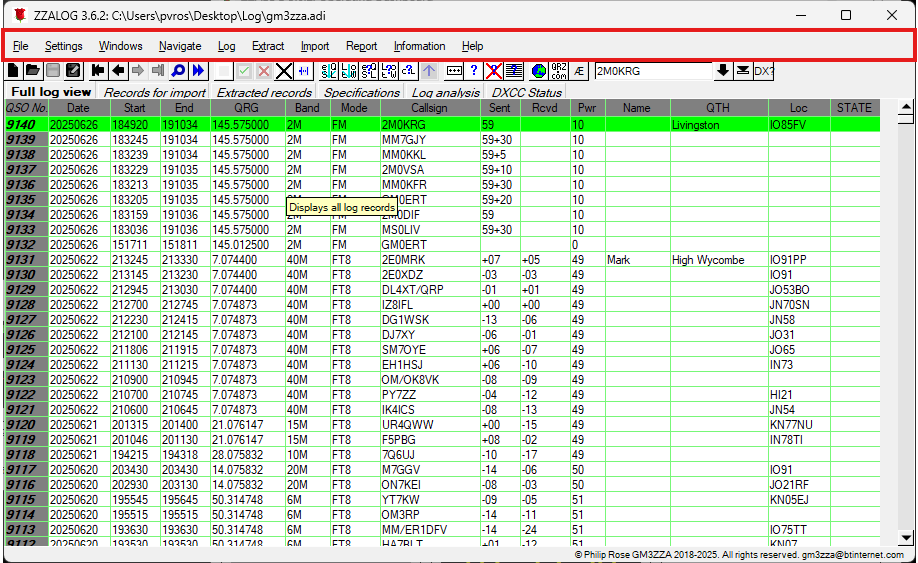 ZZALOG 3.6.2: C:\Users\pvros\Desktop\Log\gm3zza.adi
File Settings Windows Navigate Log Extract Import Report Information Help
2M0KRG DX?
Full log view Records for import Extracted records Specifications Log analysis DXCC Status
QSO No. Date Start End QRG Band Mode Callsign Sent Rcvd Pwr Name QTH Loc STATE
9140 20250626 184920 191034 145.575000 2M FM 2M0KRG 59 10 Livingston IO85FV
9139 20250626 183245 191034 145.575000 2M FM MM7GJY 59+30 10
9138 20250626 183239 191034 145.575000 2M FM MM0KKL 59+5 10
9137 20250626 183229 191035 145.575000 2M FM 2M0VSA 59+10 10
9136 20250626 183213 191035 145.575000 2M FM MM0KFR 59+30 10
9135 20250626 183205 191035 145.575000 59+20 10
Displays all log records
9134 20250626 183159 191036 145.575000 59 10
9133 20250626 183036 191036 145.575000 2M FM MS0LIV 59+30 10
9132 20250626 151711 151811 145.012500 2M FM GM0ERT 0
9131 20250622 213245 213330 7.074400 40M FT8 2E0MRK +07 +05 49 Mark High Wycombe IO91PP
9130 20250622 213145 213230 7.074400 40M FT8 2E0XDZ -03 -03 49 IO91
9129 20250622 212945 213030 7.074400 40M FT8 DL4XT/QRP -01 +01 49 JO53BO
9128 20250622 212700 212745 7.074873 40M FT8 IZ8IFL +00 +00 49 JN70SN
9127 20250622 212230 212415 7.074873 40M FT8 DG1WSK -13 -06 49 JN58
9126 20250622 212100 212145 7.074873 40M FT8 DJ7XY -06 -01 49 JO31
9125 20250622 211806 211915 7.074873 40M FT8 SM7OYE +06 -07 49 JO65
9124 20250622 211130 211215 7.074873 40M FT8 EH1HSJ +06 -10 49 IN73
9123 20250622 210900 210945 7.074873 40M FT8 OM/OK8VK -08 -09 49
9122 20250622 210700 210745 7.074873 40M FT8 PY7ZZ -04 -12 49 HI21
9121 20250622 210600 210645 7.074873 40M FT8 IK4ICS -08 -13 49 JN54
9120 20250621 201315 201400 21.076147 15M FT8 UR4QWW +00 -15 49 KN77NU
9119 20250621 201046 201130 21.076147 15M FT8 F5PBG +08 -02 49 IN78TI
9118 20250621 194215 194318 28.075832 10M FT8 7Q6UJ -10 -17 49
9117 20250620 203430 203430 14.075832 20M FT8 M7GGV -14 -06 50 IO91
9116 20250620 202930 203130 14.075832 20M FT8 ON7KEI -08 -03 50 JO21RF
9115 20250620 195545 195645 50.314748 6M FT8 YT7KW -09 -05 51 KN05EJ
9114 20250620 195515 195515 50.314748 6M FT8 OM3RP -14 -11 51
9113 20250620 193630 193630 50.314748 6M FT8 MM/ER1DFV -14 -24 51 IO75TT
9112 20250620 193530 193530 50.314748 6M FT8 HA7BLT +01 -12 51 KN07
© Philip Rose GM3ZZA 2018-2025. All rights reserved. gm3zza@btinternet.com